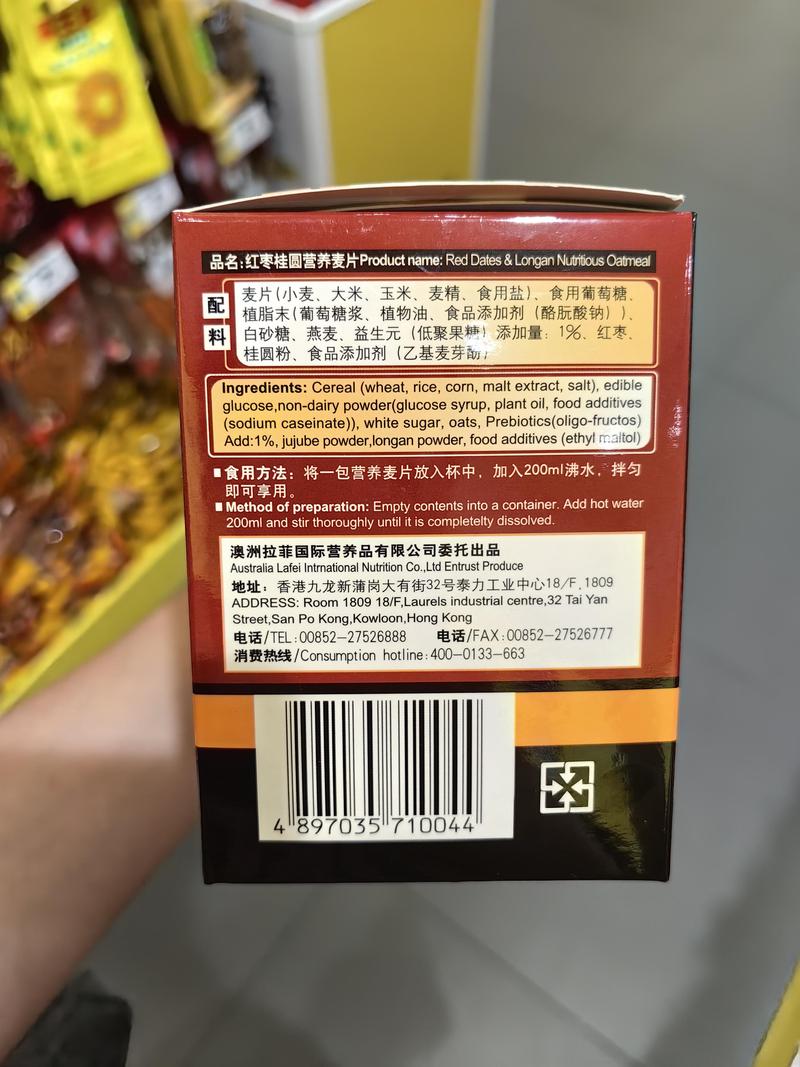 品名:红枣桂圆营养麦片Product name: Red Dates & Longan Nutritious Oatmeal
配料
麦片(小麦、大米、玉米、麦精、食用盐)、食用葡萄糖、
植脂末(葡萄糖浆、植物油、食品添加剂（酪朊酸钠）)、
白砂糖、燕麦、益生元（低聚果糖）添加量：1%、红枣、
桂圆粉、食品添加剂（乙基麦芽酚）
Ingredients: Cereal (wheat, rice, corn, malt extract, salt), edible
glucose,non-dairy powder(glucose syrup, plant oil, food additives
(sodium caseinate)), white sugar, oats, Prebiotics(oligo-fructos)
Add:1%, jujube powder,longan powder, food additives (ethyl maltol)
食用方法：将一包营养麦片放入杯中，加入200ml沸水，拌匀
即可享用。
Method of preparation: Empty contents into a container. Add hot water
200ml and stir thoroughly until it is completelty dissolved.
澳洲拉菲国际营养品有限公司委托出品
Australia Lafei Intrnational Nutrition Co.,Ltd Entrust Produce
地址：香港九龙新蒲岗大有街32号泰力工业中心18/F,1809
ADDRESS: Room 1809 18/F,Laurels industrial centre,32 Tai Yan
Street,San Po Kong,Kowloon,Hong Kong
电话/TEL:00852-27526888 电话/FAX:00852-27526777
消费热线/Consumption hotline:400-0133-663
4 897035 710044